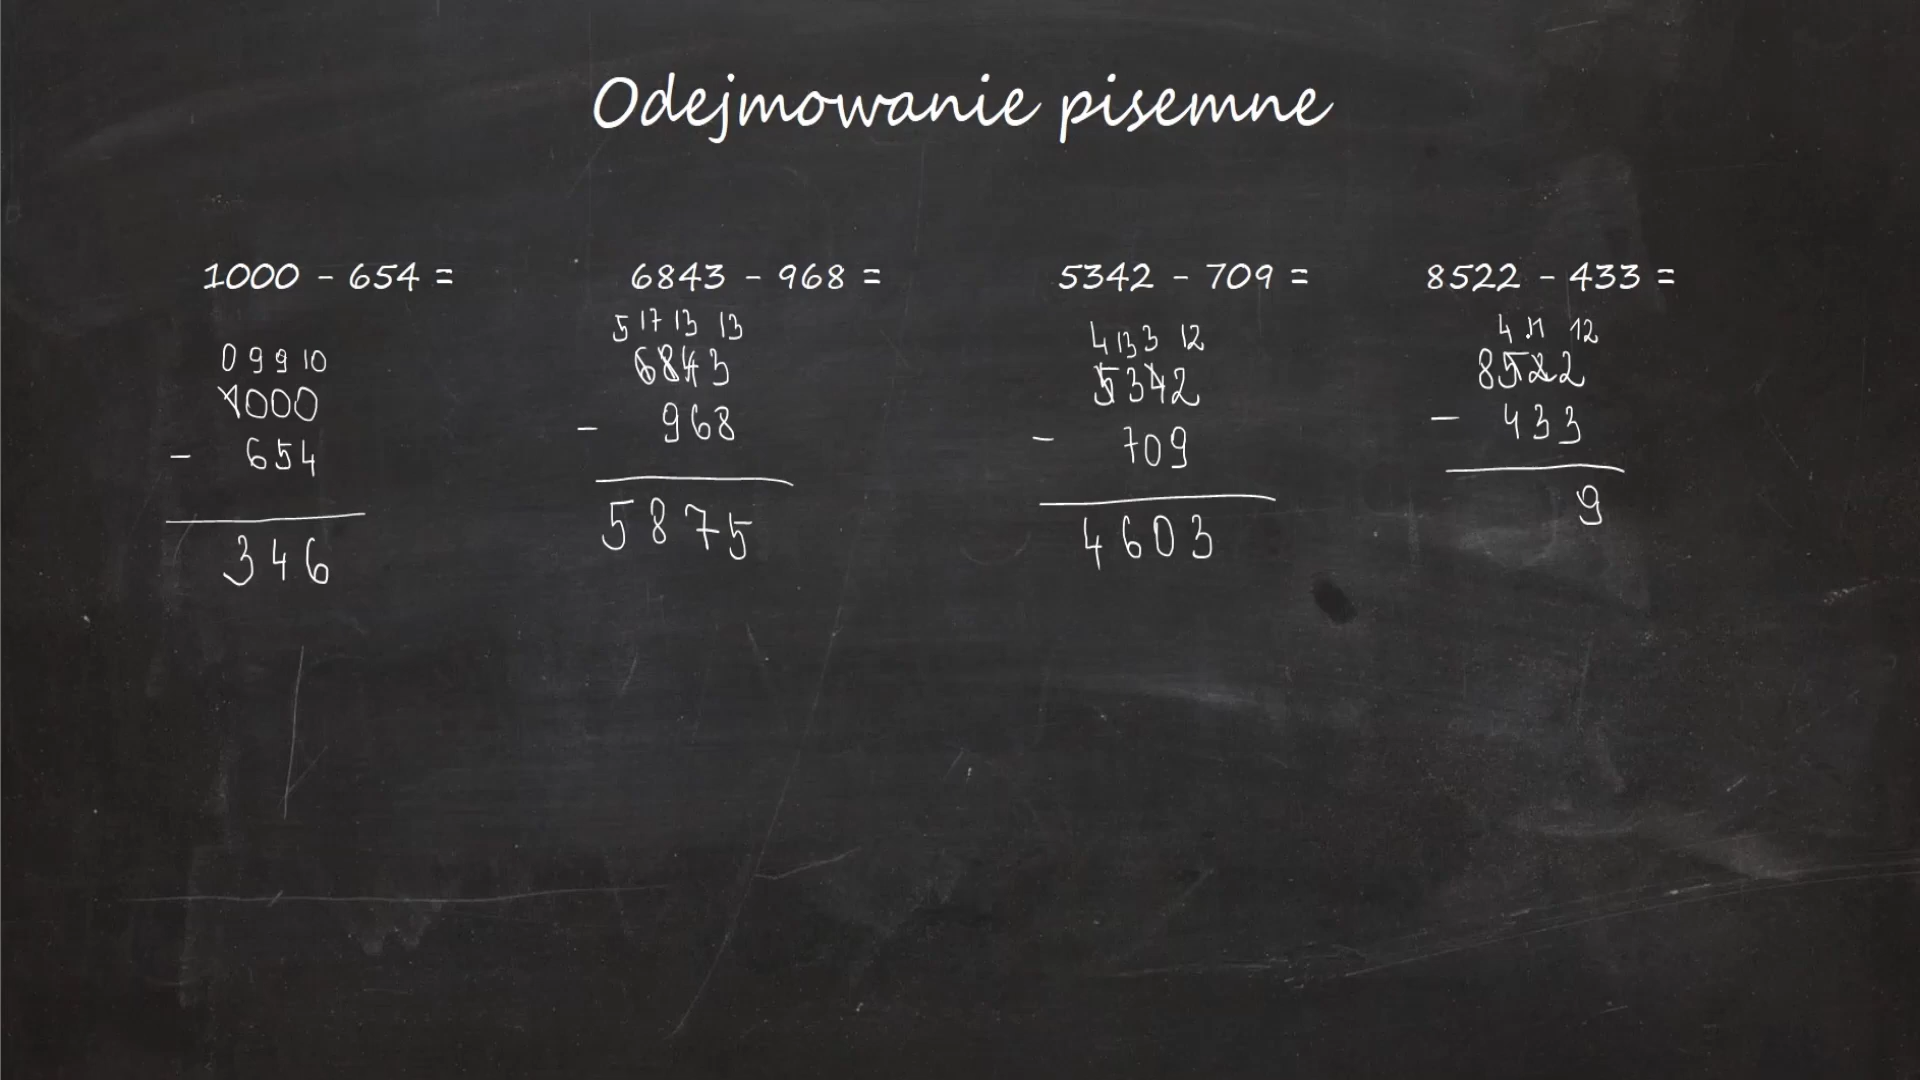 Odejmowanie pisemne
1000 - 654 =
0 9 9 10
1000
- 654
346
6843 - 968 =
5 17 13 13
6843
- 968
5875
5342 - 709 =
4 13 3 12
5342
- 709
4603
8522 - 433 =
4 11 12
8522
- 433
9